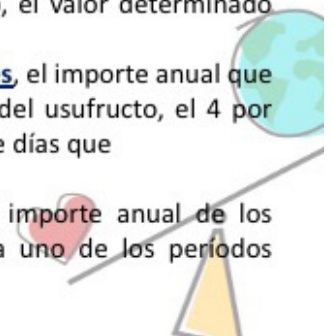 , el valor determinado
s, el importe anual que
del usufructo, el 4 por
e días que
importe anual de los
a uno de los períodos